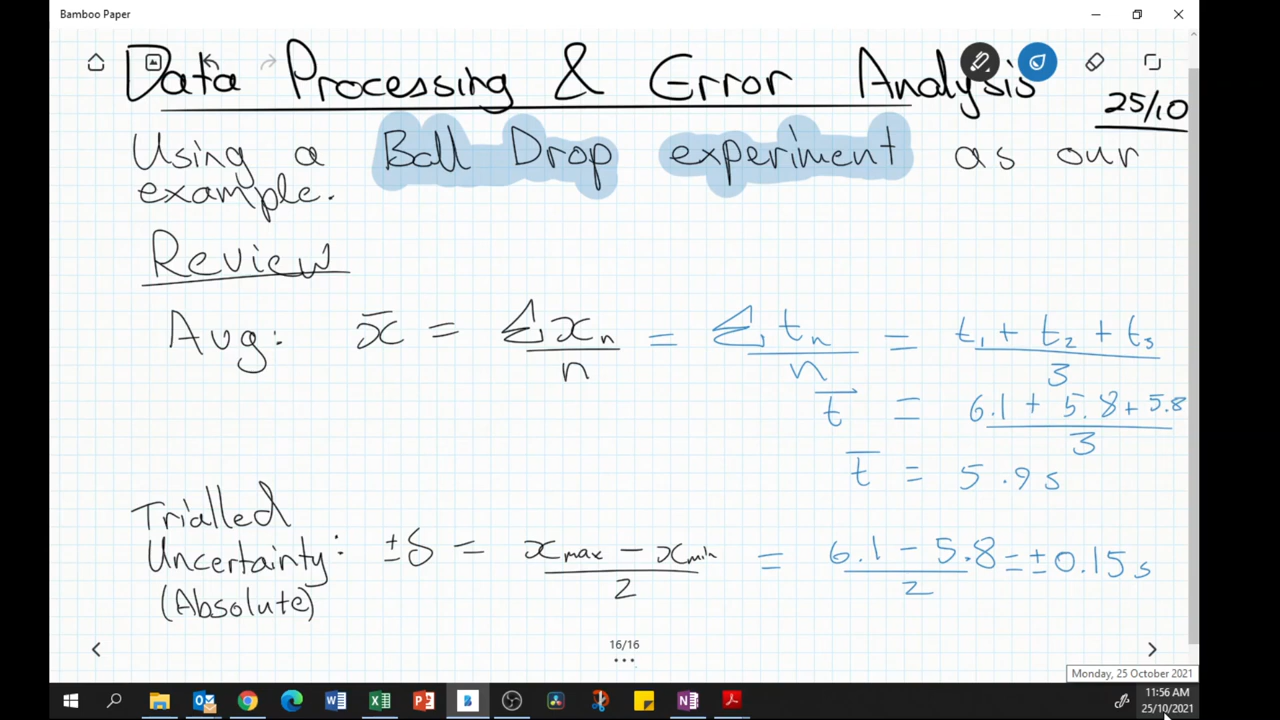 Bamboo Paper
Data Processing & Error Analysis
25/10
Using a Ball Drop experiment as our
example.
Review
Avg: x̄ = Σxₙ/n = Σtₙ/n = t₁ + t₂ + t₃/3
t̄ = 6.1 + 5.8 + 5.8/3
t̄ = 5.9 s
Trialled
Uncertainty: ±δ = xmax − xmin/2 = 6.1 − 5.8/2 = ±0.15 s
(Absolute)
16/16
Monday, 25 October 2021
11:56 AM
25/10/2021